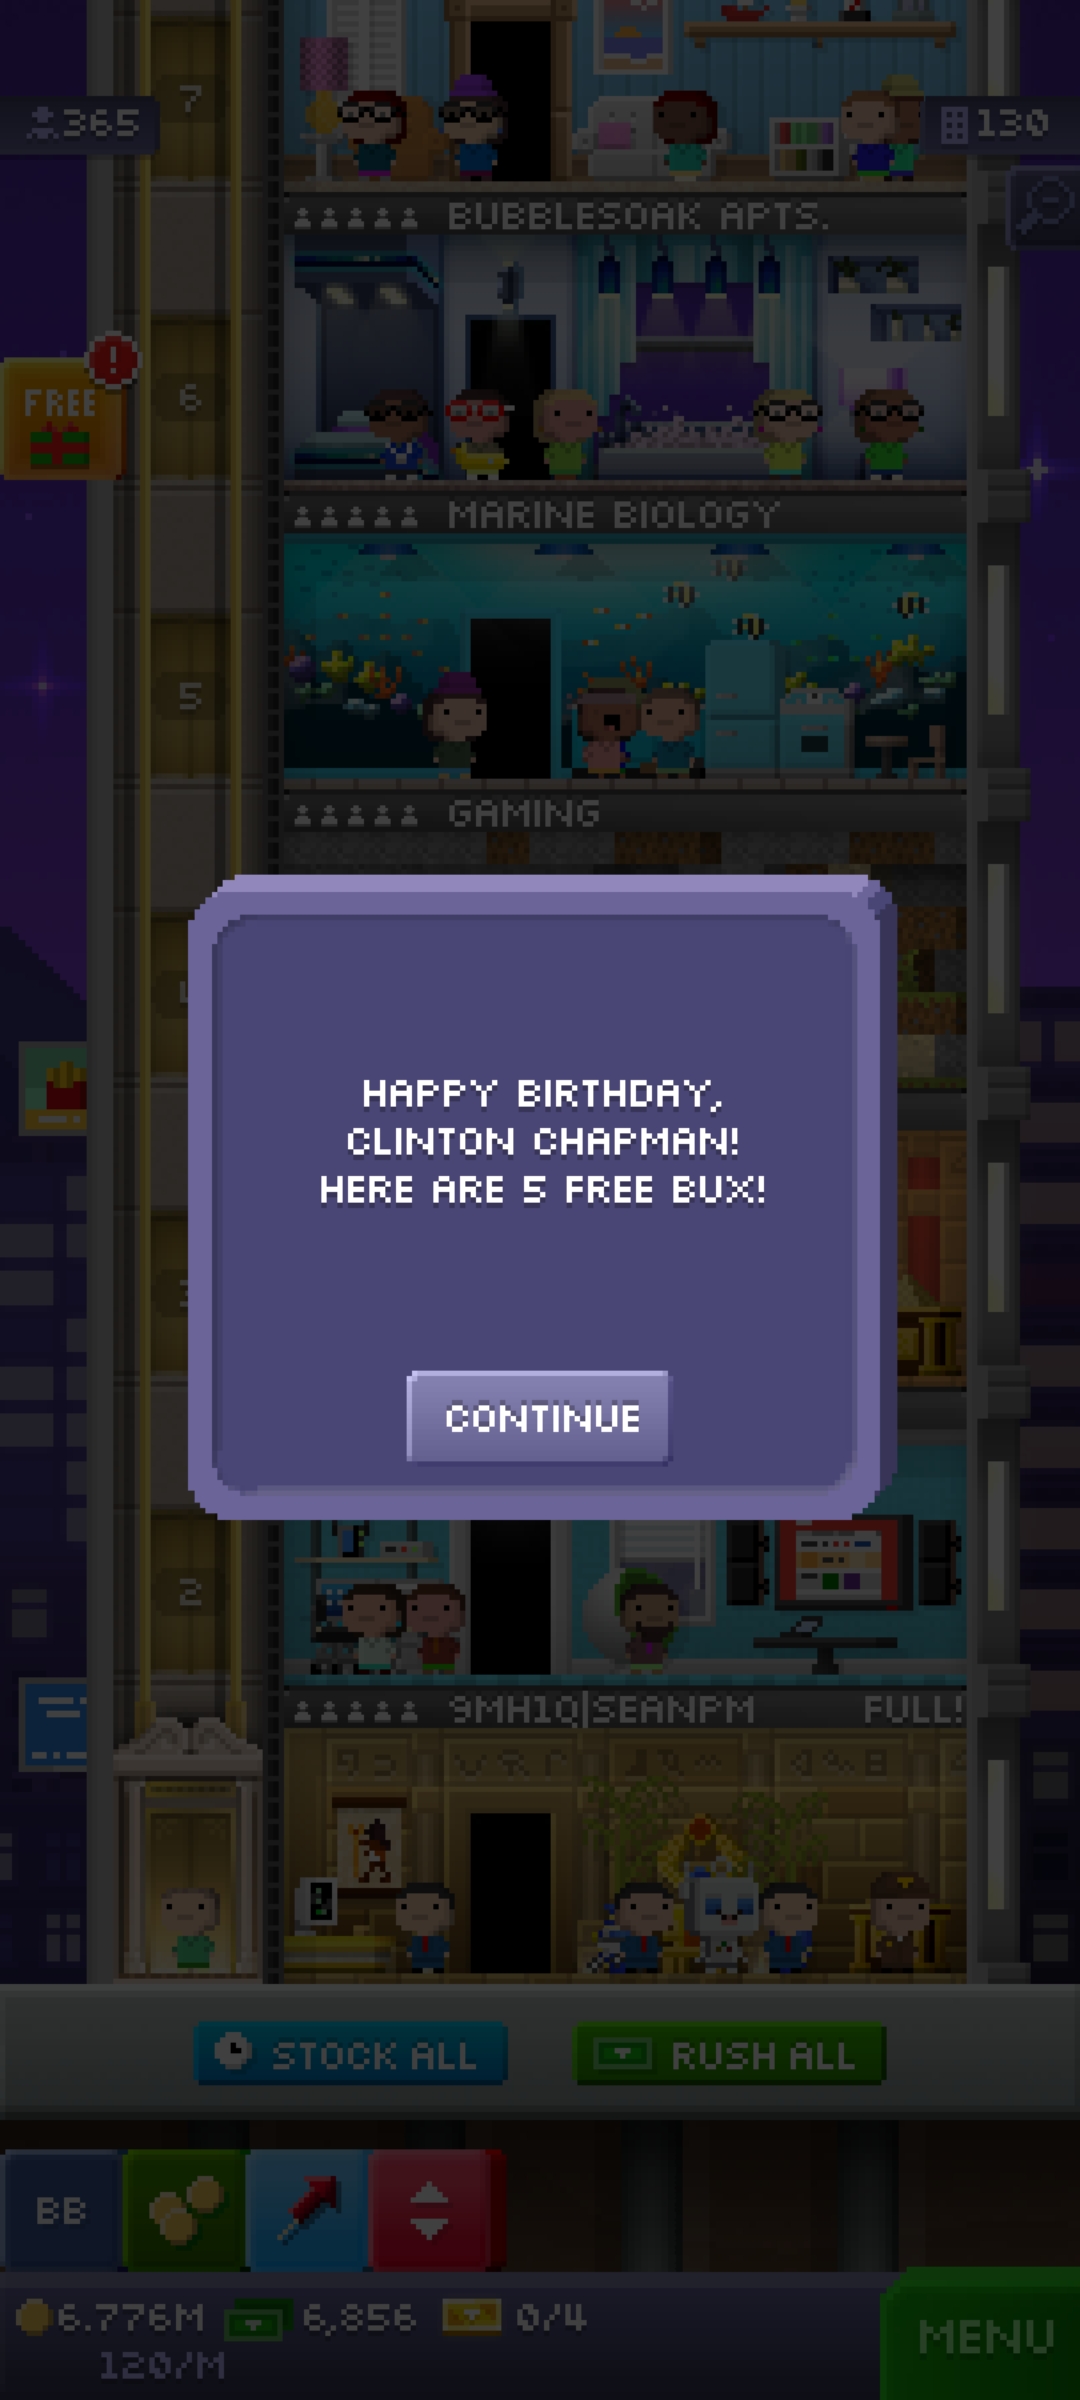 7
365
130
BUBBLESOAK APTS.
FREE
!
6
MARINE BIOLOGY
5
GAMING
HAPPY BIRTHDAY,
CLINTON CHAPMAN!
HERE ARE 5 FREE BUX!
CONTINUE
2
9MH1Q|SEANPM FULL!
STOCK ALL
RUSH ALL
BB
6.776M 6,856 0/4
120/M
MENU